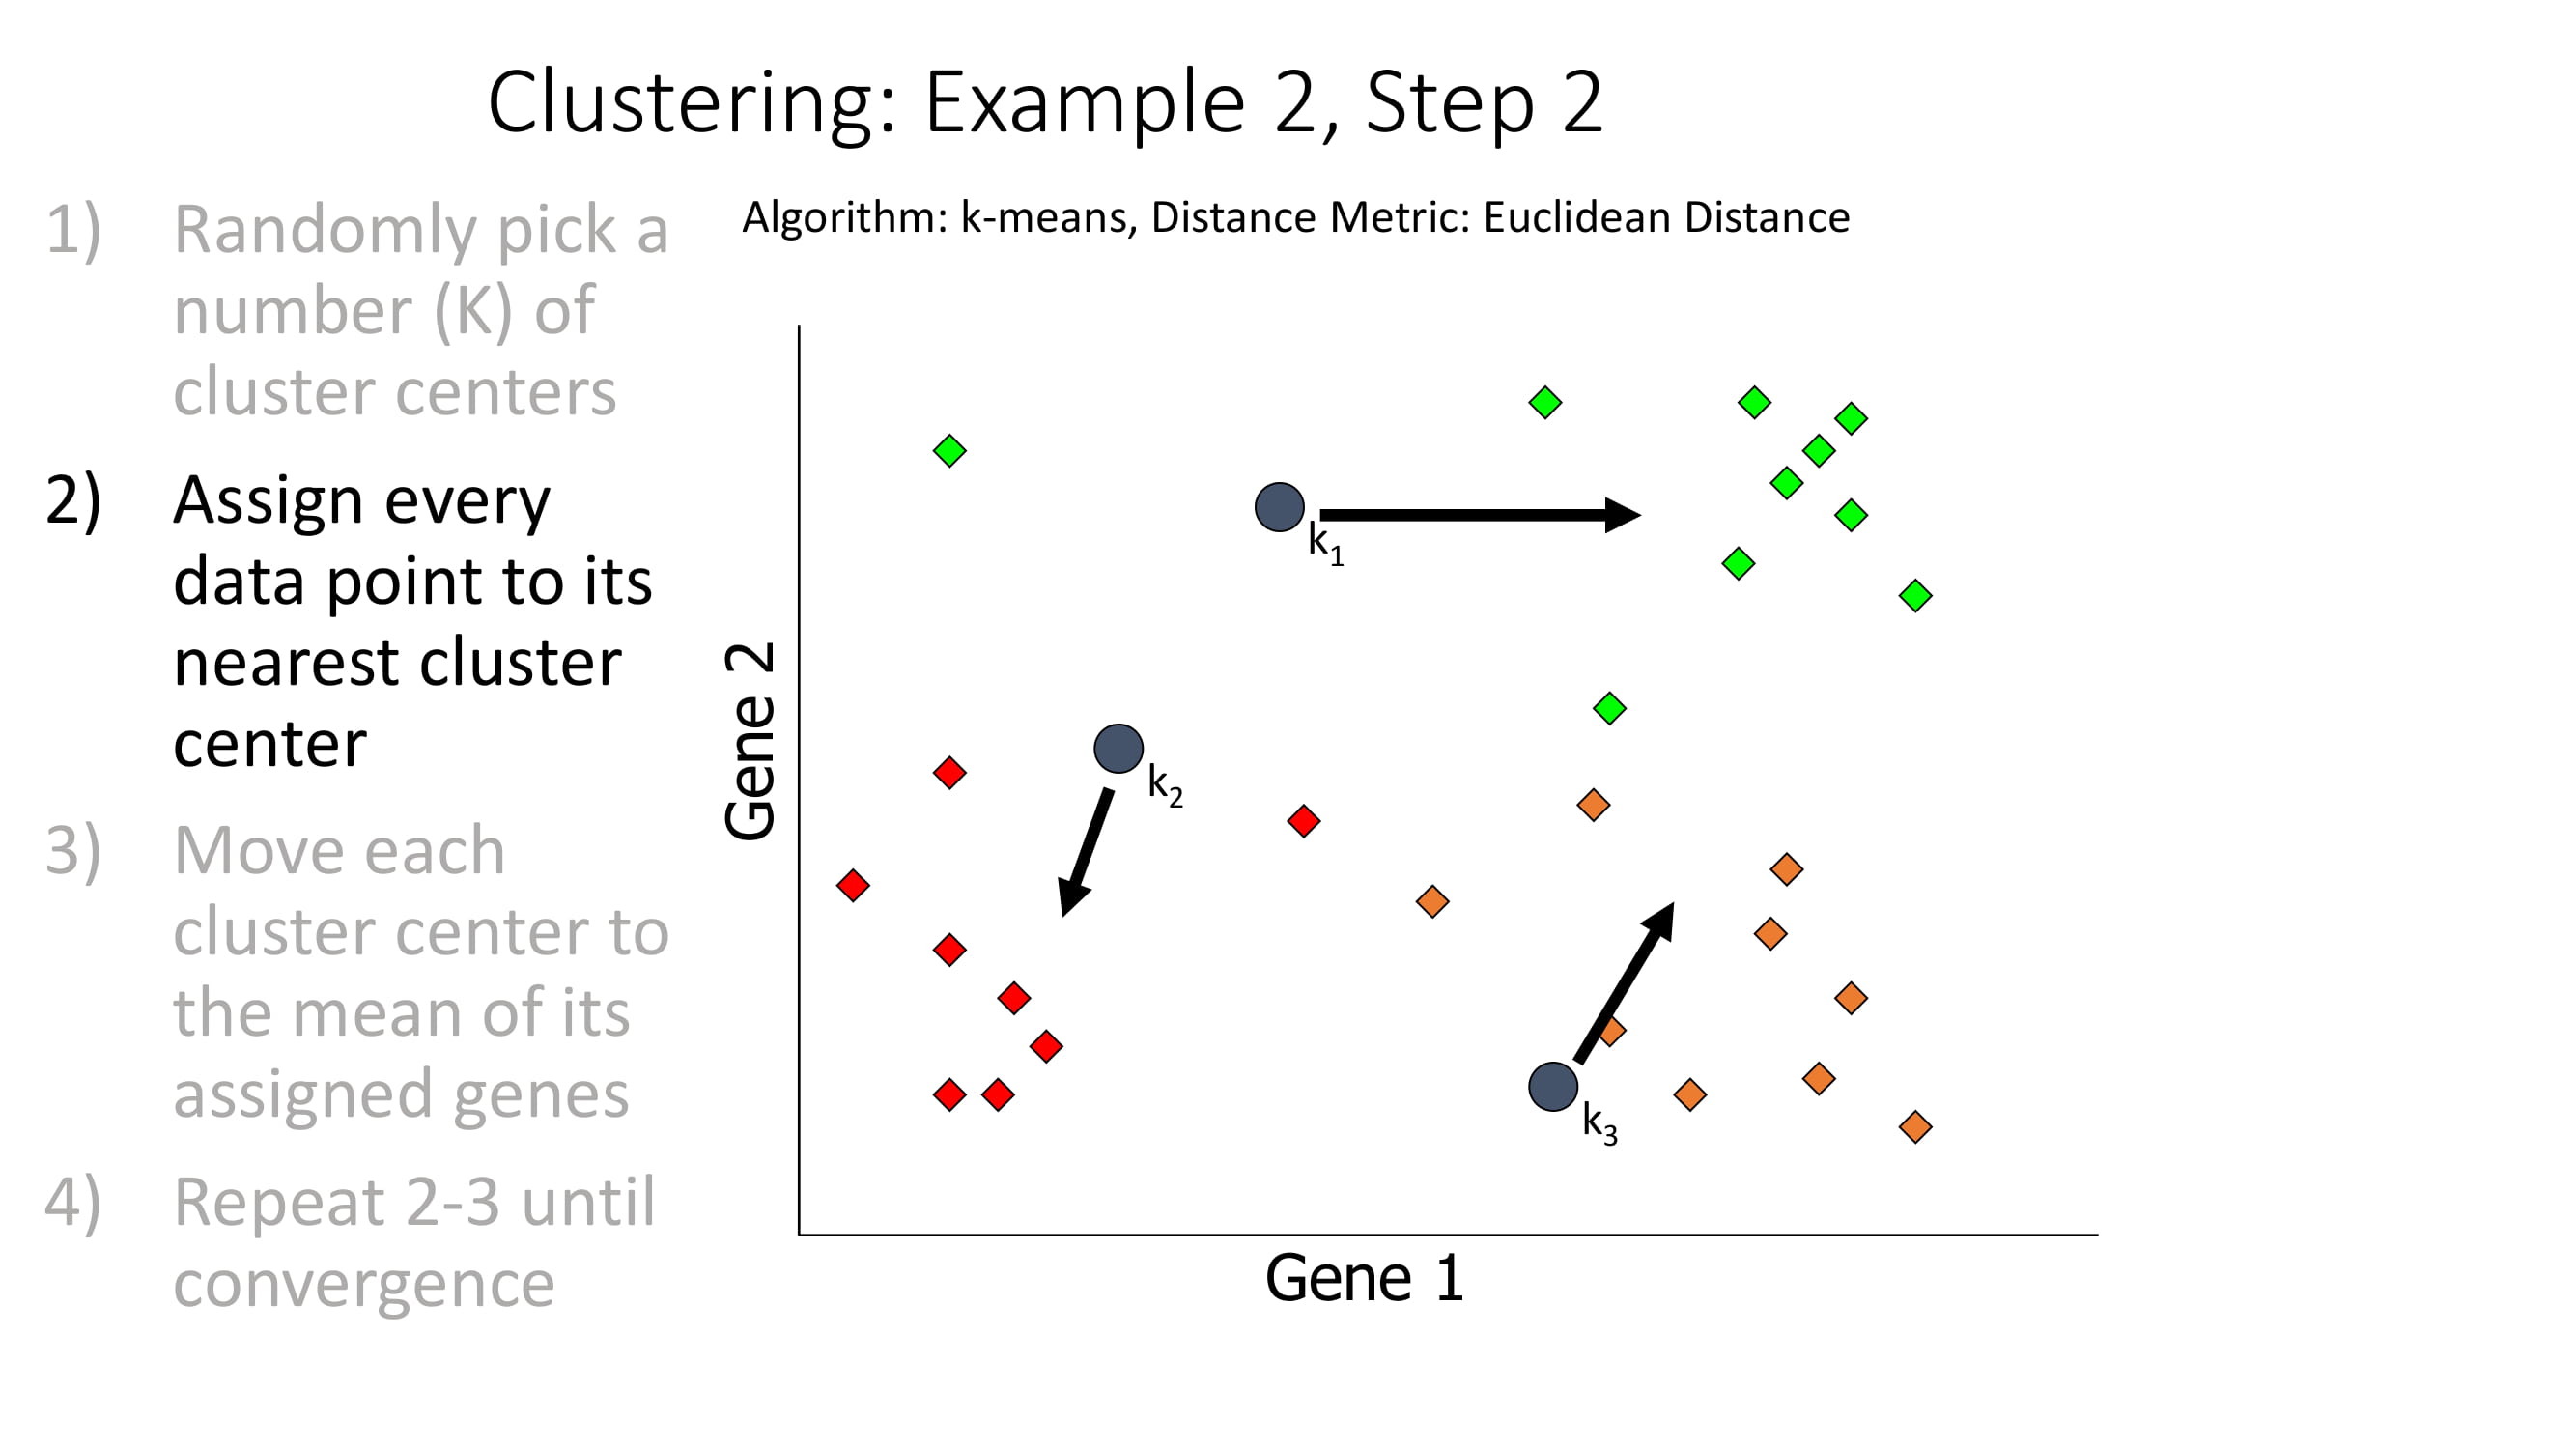 Clustering: Example 2, Step 2
1) Randomly pick a
number (K) of
cluster centers
2) Assign every
data point to its
nearest cluster
center
3) Move each
cluster center to
the mean of its
assigned genes
4) Repeat 2-3 until
convergence
Algorithm: k-means, Distance Metric: Euclidean Distance
Gene 2
k₁
k₂
k₃
Gene 1